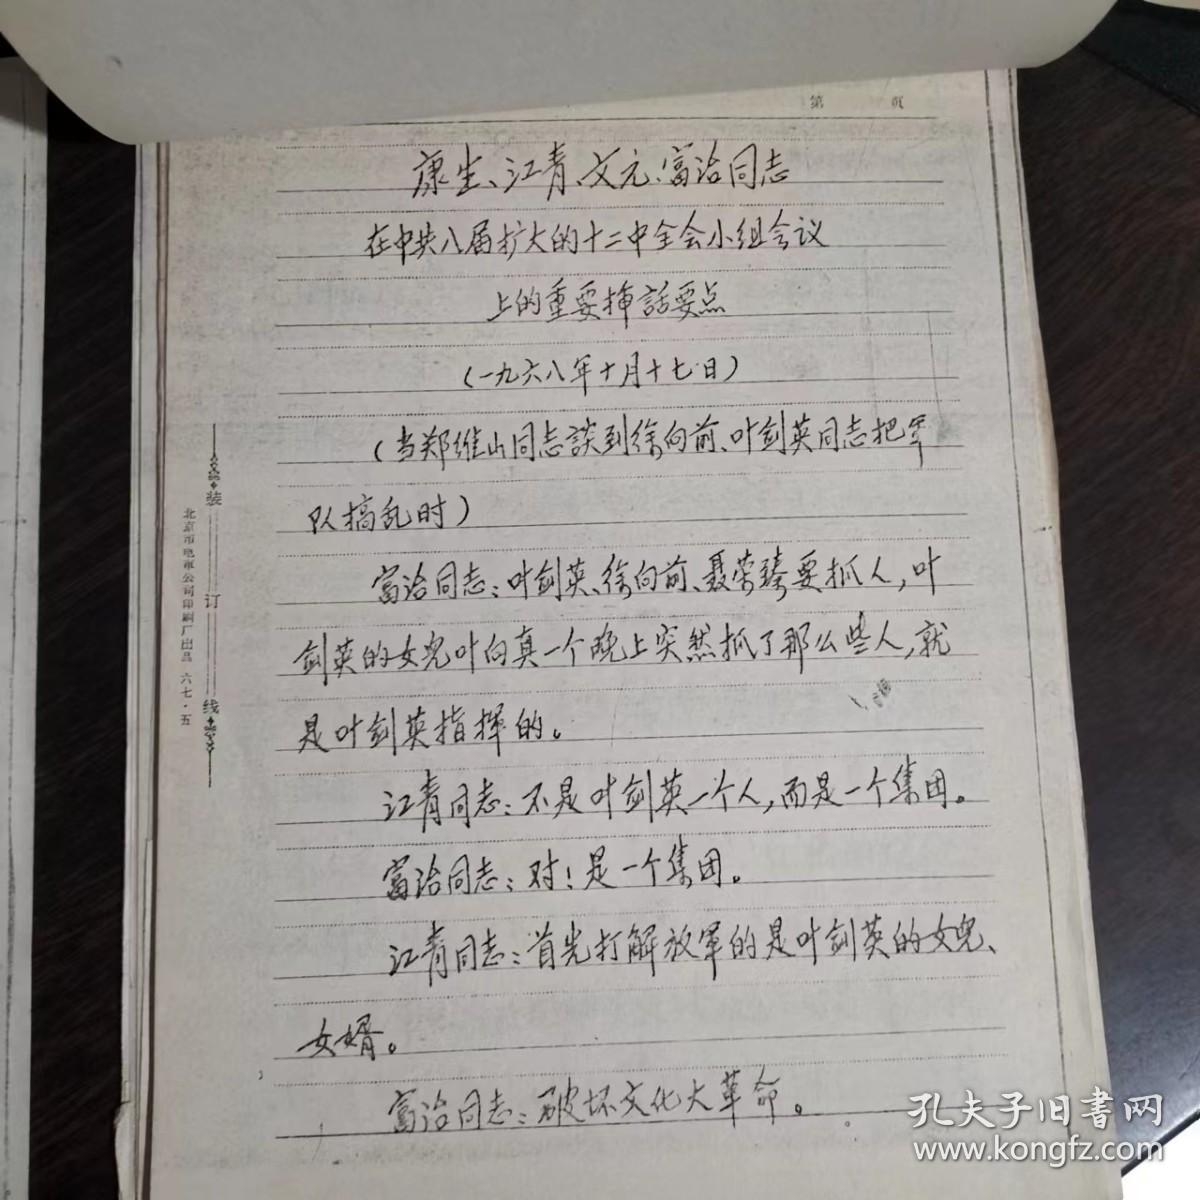 第 页
康生、江青、文元、富治同志
在中共八届扩大的十二中全会小组会议
上的重要揷話要点
（一九六八年十月十七日）
（当郑维山同志談到徐向前、叶剑英同志把军
队搞乱时）
富治同志：叶剑英、徐向前、聂荣臻要抓人，叶
剑英的女兒叶向真一个晚上突然抓了那么些人，就
是叶剑英指挥的。
江青同志：不是叶剑英一个人，而是一个集团。
富治同志：对！是一个集团。
江青同志：首先打解放军的是叶剑英的女兒、
女婿。
富治同志：破坏文化大革命。
装订线
北京市电车公司印刷厂出品 六七·五
孔夫子旧书网
www.kongfz.com